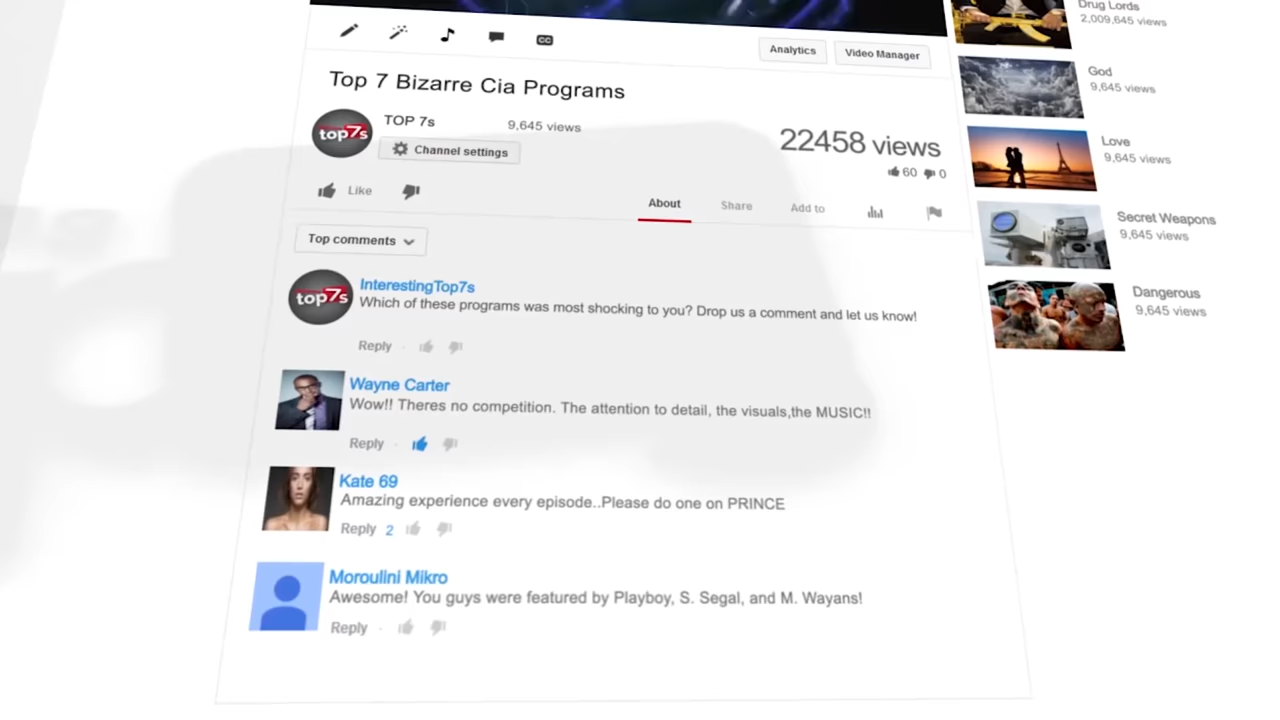 Analytics
Video Manager
Top 7 Bizarre Cia Programs
top7s
TOP 7s
9,645 views
Channel settings
22458 views
60
0
Like
About
Share
Add to
Top comments
top7s
InterestingTop7s
Which of these programs was most shocking to you? Drop us a comment and let us know!
Reply
Wayne Carter
Wow!! Theres no competition. The attention to detail, the visuals,the MUSIC!!
Reply
Kate 69
Amazing experience every episode..Please do one on PRINCE
Reply 2
Moroulini Mikro
Awesome! You guys were featured by Playboy, S. Segal, and M. Wayans!
Reply
Drug Lords
2,009,645 views
God
9,645 views
Love
9,645 views
Secret Weapons
9,645 views
Dangerous
9,645 views
CC